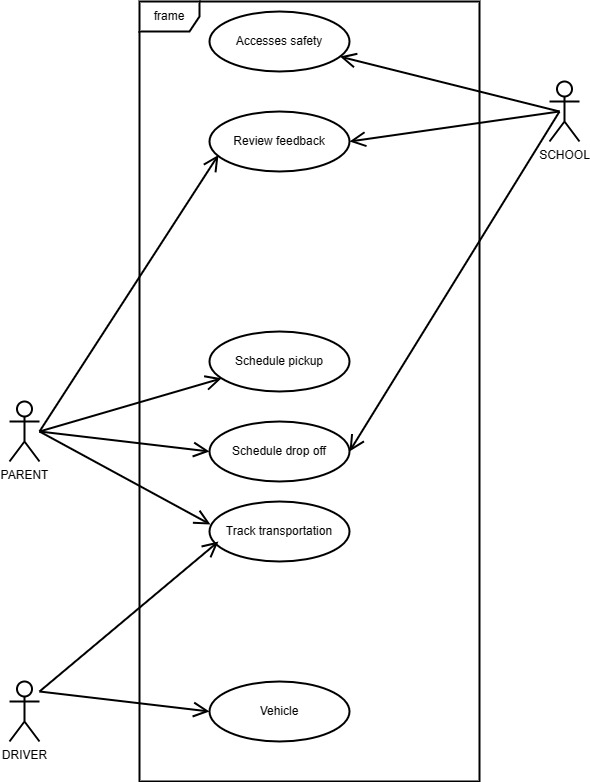 frame
Accesses safety
Review feedback
SCHOOL
Schedule pickup
Schedule drop off
PARENT
Track transportation
Vehicle
DRIVER